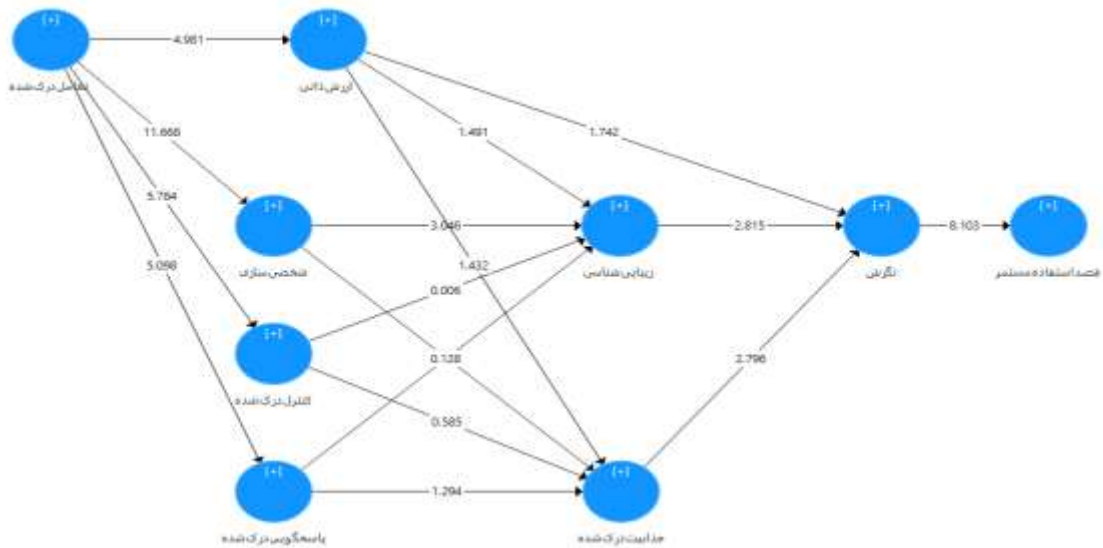 [+]
[+]
4.981
تعامل درک شده
ارزش ذاتی
11.666
1.491
1.742
5.764
[+]
[+]
[+]
[+]
3.046
2.815
8.103
5.098
1.432
شخصی سازی
زیبایی شناسی
نگرش
قصد استفاده مستمر
0.006
[+]
0.128
2.796
کنترل درک شده
0.585
[+]
[+]
1.294
پاسخگویی درک شده
جذابیت درک شده